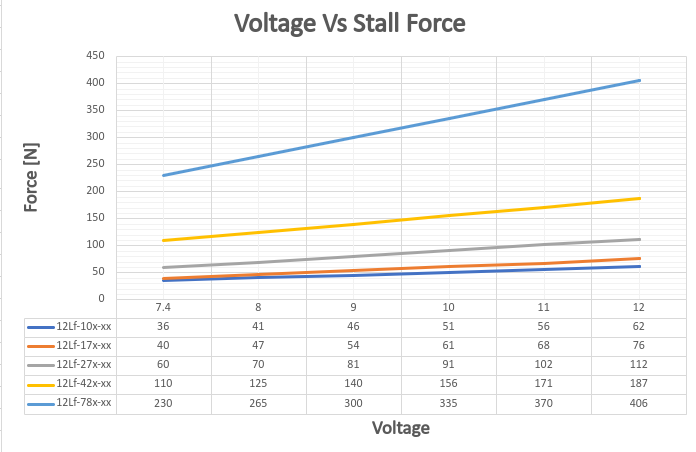 Voltage Vs Stall Force
450
400
350
300
250
200
150
100
50
0
Force [N]
7.4 8 9 10 11 12
12Lf-10x-xx 36 41 46 51 56 62
12Lf-17x-xx 40 47 54 61 68 76
12Lf-27x-xx 60 70 81 91 102 112
12Lf-42x-xx 110 125 140 156 171 187
12Lf-78x-xx 230 265 300 335 370 406
Voltage